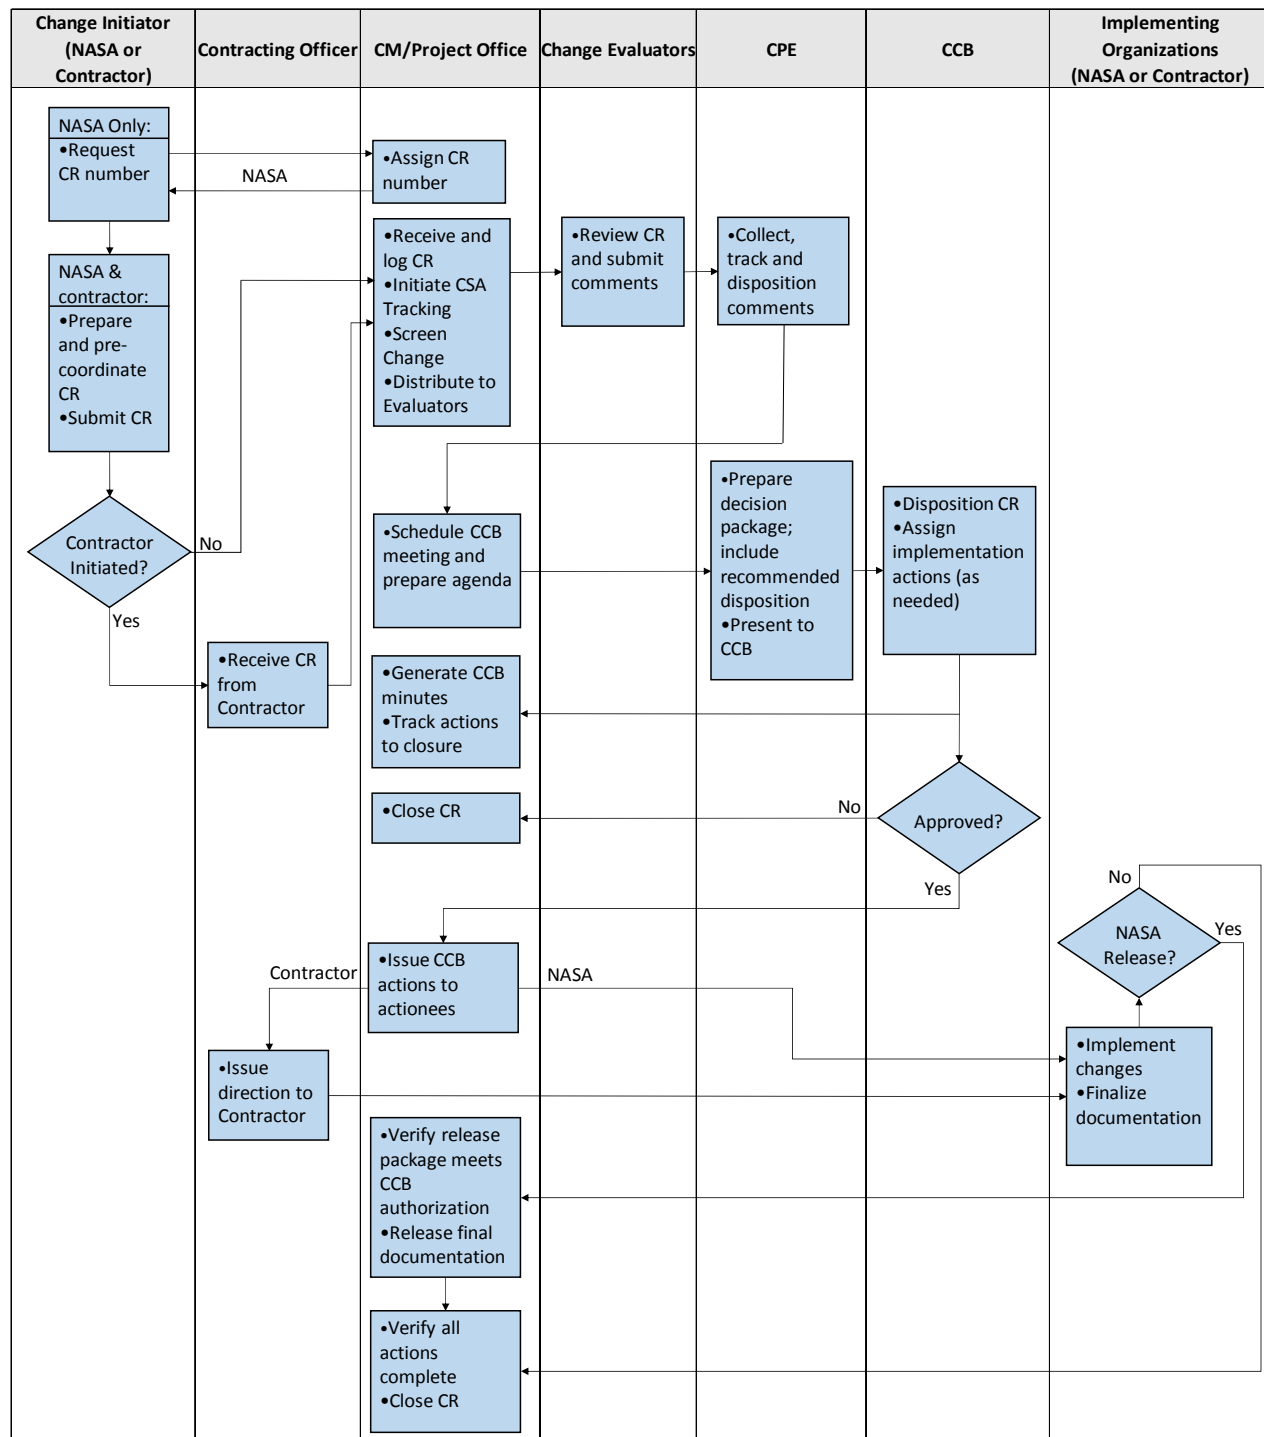 Change Initiator
(NASA or
Contractor)
Contracting Officer
CM/Project Office
Change Evaluators
CPE
CCB
Implementing
Organizations
(NASA or Contractor)
NASA Only:
•Request
CR number
NASA
•Assign CR
number
NASA &
contractor:
•Prepare
and pre-
coordinate
CR
•Submit CR
•Receive and
log CR
•Initiate CSA
Tracking
•Screen
Change
•Distribute to
Evaluators
•Review CR
and submit
comments
•Collect,
track and
disposition
comments
Contractor
Initiated?
No
Yes
•Receive CR
from
Contractor
•Schedule CCB
meeting and
prepare agenda
•Prepare
decision
package;
include
recommended
disposition
•Present to
CCB
•Disposition CR
•Assign
implementation
actions (as
needed)
•Generate CCB
minutes
•Track actions
to closure
•Close CR
No
Approved?
Yes
•Issue CCB
actions to
actionees
Contractor
NASA
•Issue
direction to
Contractor
No
NASA
Release?
Yes
•Implement
changes
•Finalize
documentation
•Verify release
package meets
CCB
authorization
•Release final
documentation
•Verify all
actions
complete
•Close CR